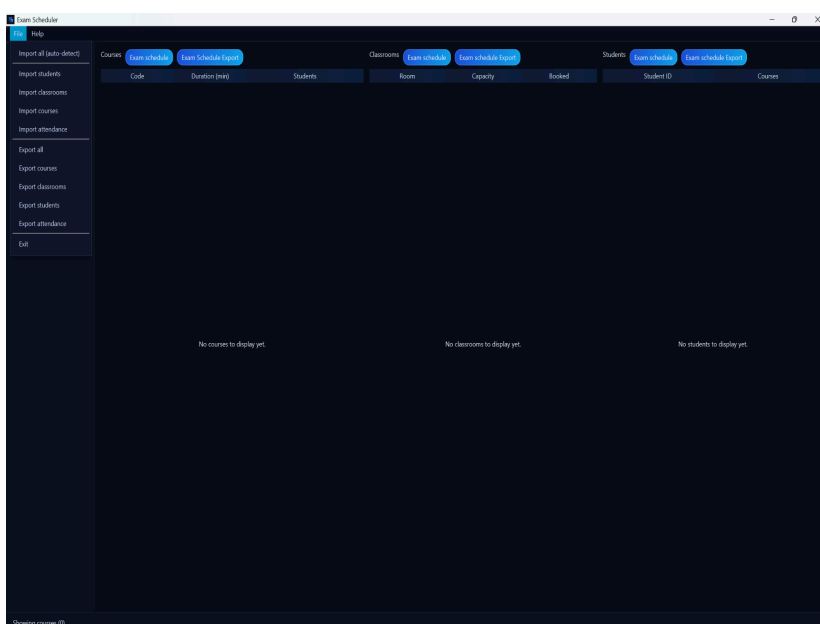 Exam Scheduler
File Help
Import all (auto-detect)
Import students
Import classrooms
Import courses
Import attendance
Export all
Export courses
Export classrooms
Export students
Export attendance
Exit
Courses Exam schedule Exam Schedule Export
Code Duration (min) Students
No courses to display yet.
Classrooms Exam schedule Exam schedule Export
Room Capacity Booked
No classrooms to display yet.
Students Exam schedule Exam schedule Export
Student ID Courses
No students to display yet.
Showing courses (0)